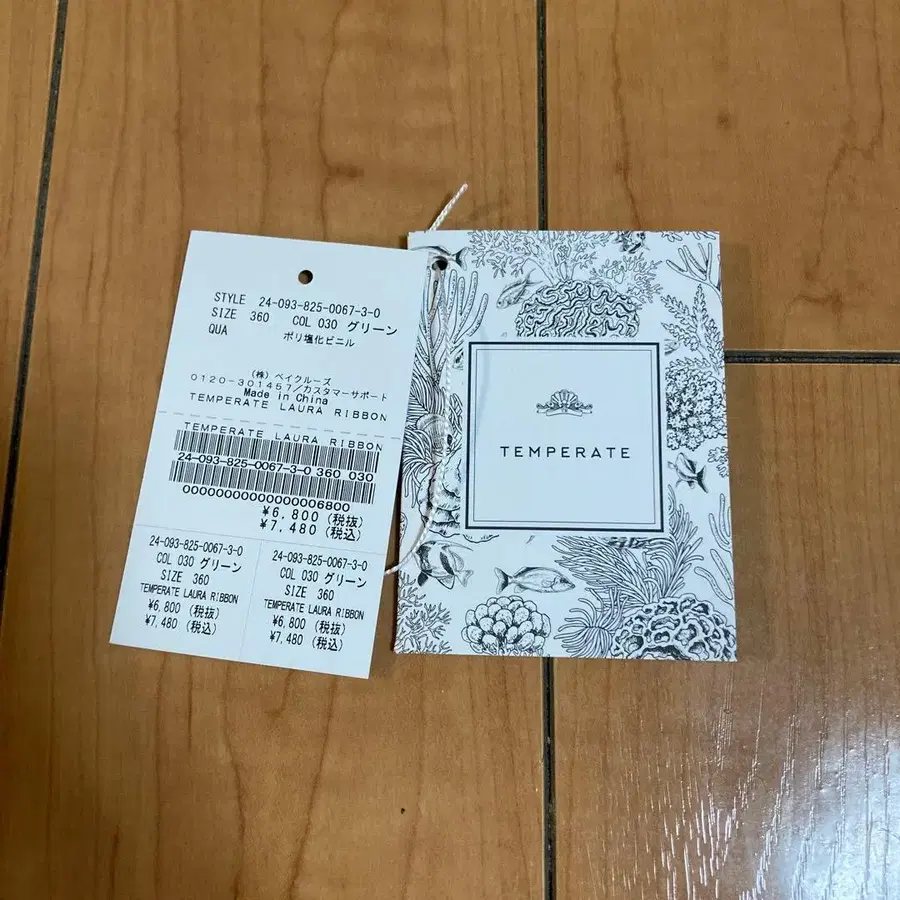 STYLE 24-093-825-0067-3-0
SIZE 360 COL 030 グリーン
QUA ポリ塩化ビニル
(株) ベイクルーズ
0120-301457/カスタマーサポート
Made in China
TEMPERATE LAURA RIBBON
TEMPERATE LAURA RIBBON
24-093-825-0067-3-0 360 030
00000000000000006800
¥6,800 (税抜)
¥7,480 (税込)
24-093-825-0067-3-0
COL 030 グリーン
SIZE 360
TEMPERATE LAURA RIBBON
¥6,800 (税抜)
¥7,480 (税込)
24-093-825-0067-3-0
COL 030 グリーン
SIZE 360
TEMPERATE LAURA RIBBON
¥6,800 (税抜)
¥7,480 (税込)
TEMPERATE